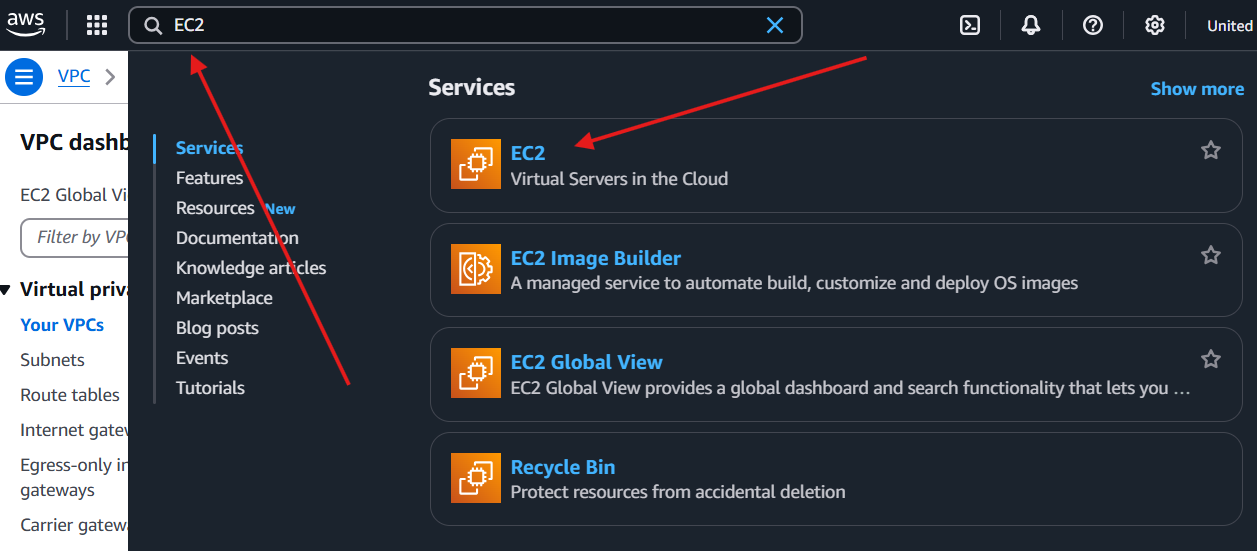 aws
EC2
United
VPC
VPC dashb
EC2 Global Vi
Filter by VP
Virtual priva
Your VPCs
Subnets
Route tables
Internet gatew
Egress-only in
gateways
Carrier gatewa
Services
Features
Resources New
Documentation
Knowledge articles
Marketplace
Blog posts
Events
Tutorials
Services
Show more
EC2
Virtual Servers in the Cloud
EC2 Image Builder
A managed service to automate build, customize and deploy OS images
EC2 Global View
EC2 Global View provides a global dashboard and search functionality that lets you ...
Recycle Bin
Protect resources from accidental deletion